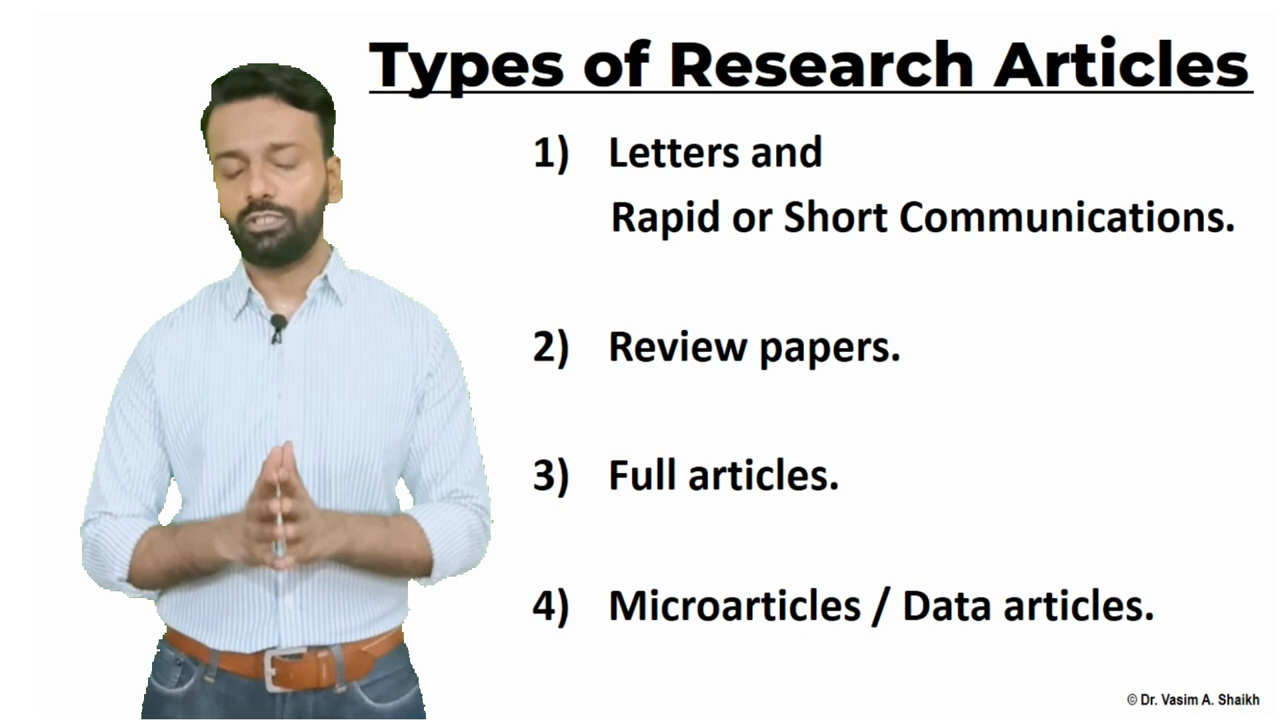 Types of Research Articles
1) Letters and
Rapid or Short Communications.
2) Review papers.
3) Full articles.
4) Microarticles / Data articles.
© Dr. Vasim A. Shaikh